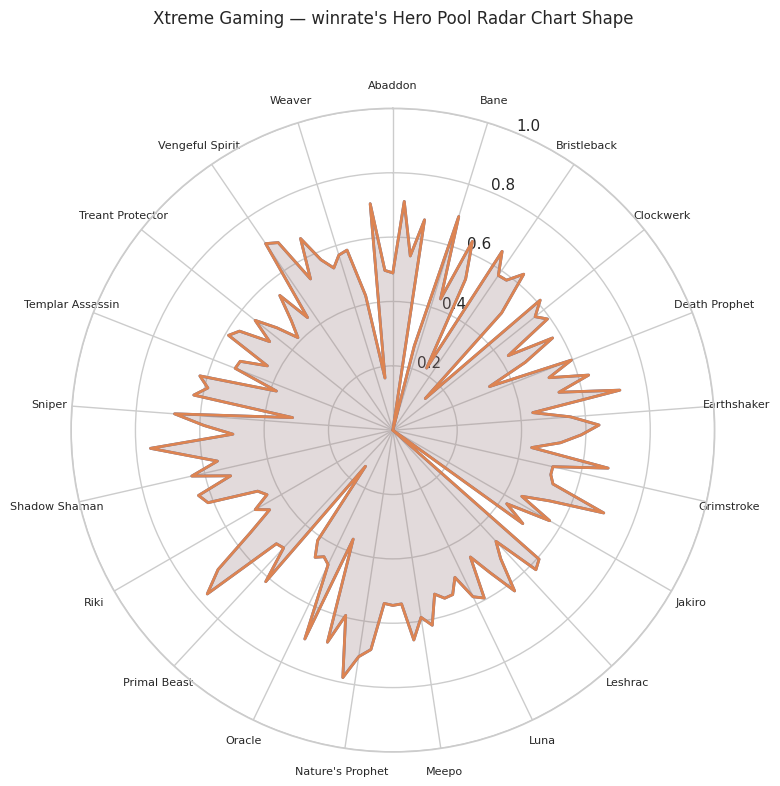 Xtreme Gaming — winrate's Hero Pool Radar Chart Shape
Abaddon
Bane
Bristleback
Clockwerk
Death Prophet
Earthshaker
Grimstroke
Jakiro
Leshrac
Luna
Meepo
Nature's Prophet
Oracle
Primal Beast
Riki
Shadow Shaman
Sniper
Templar Assassin
Treant Protector
Vengeful Spirit
Weaver
1.0
0.8
0.6
0.4
0.2